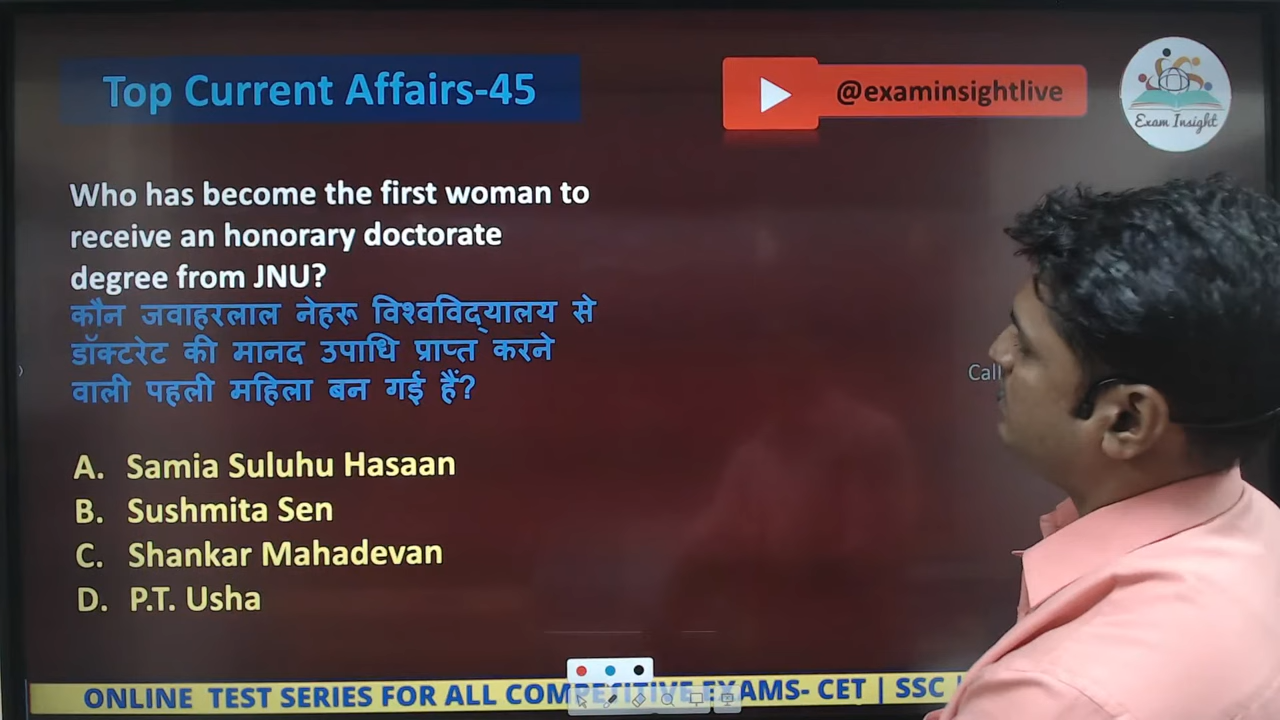 Top Current Affairs-45
@examinsightlive
Exam Insight
Who has become the first woman to
receive an honorary doctorate
degree from JNU?
कौन जवाहरलाल नेहरू विश्वविद्यालय से
डॉक्टरेट की मानद उपाधि प्राप्त करने
वाली पहली महिला बन गई हैं?
Call
A. Samia Suluhu Hasaan
B. Sushmita Sen
C. Shankar Mahadevan
D. P.T. Usha
ONLINE TEST SERIES FOR ALL COMPETITIVE EXAMS- CET | SSC |